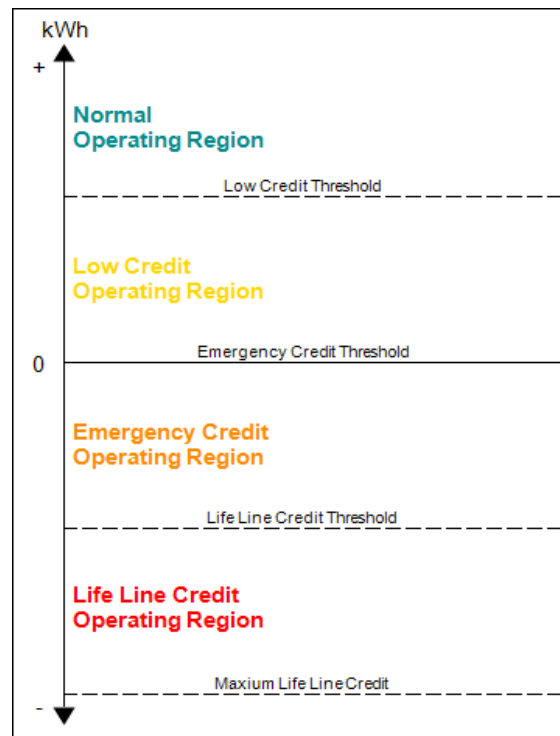 kWh
+
Normal
Operating Region
Low Credit Threshold
Low Credit
Operating Region
Emergency Credit Threshold
0
Emergency Credit
Operating Region
Life Line Credit Threshold
Life Line Credit
Operating Region
Maxium Life Line Credit
-